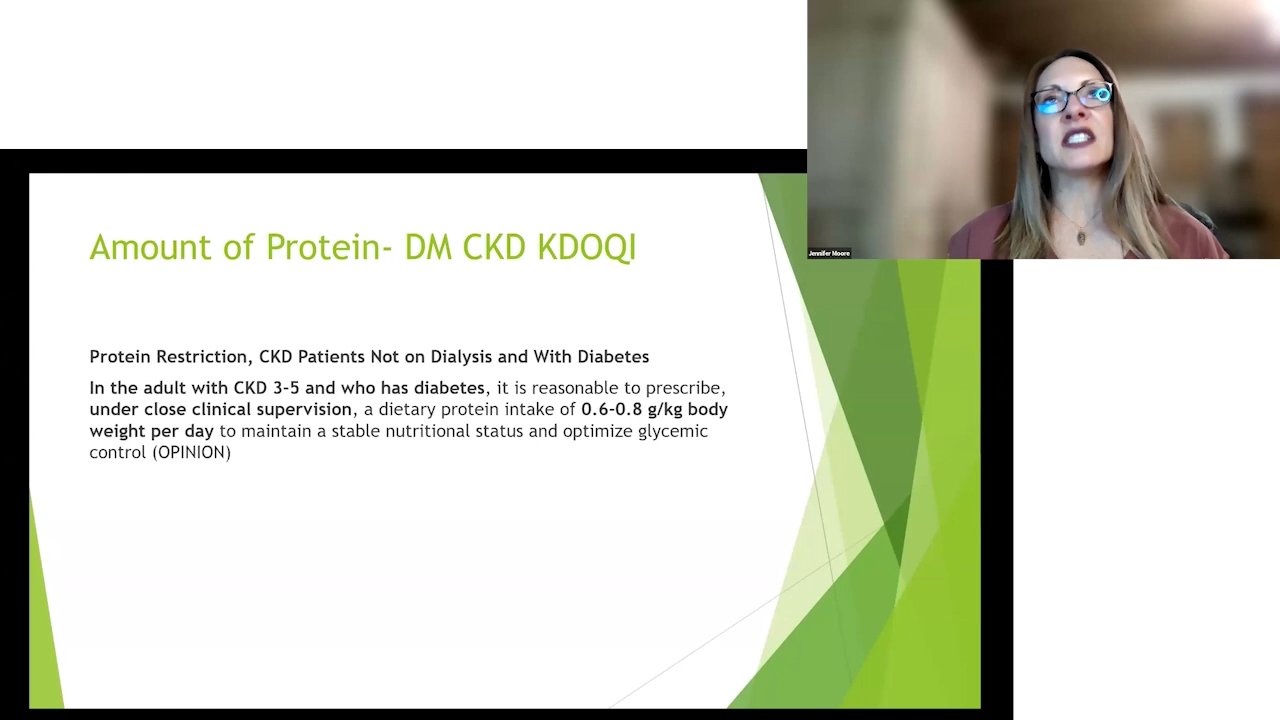 Amount of Protein- DM CKD KDOQI
Protein Restriction, CKD Patients Not on Dialysis and With Diabetes
In the adult with CKD 3-5 and who has diabetes, it is reasonable to prescribe,
under close clinical supervision, a dietary protein intake of 0.6-0.8 g/kg body
weight per day to maintain a stable nutritional status and optimize glycemic
control (OPINION)
Jennifer Moore